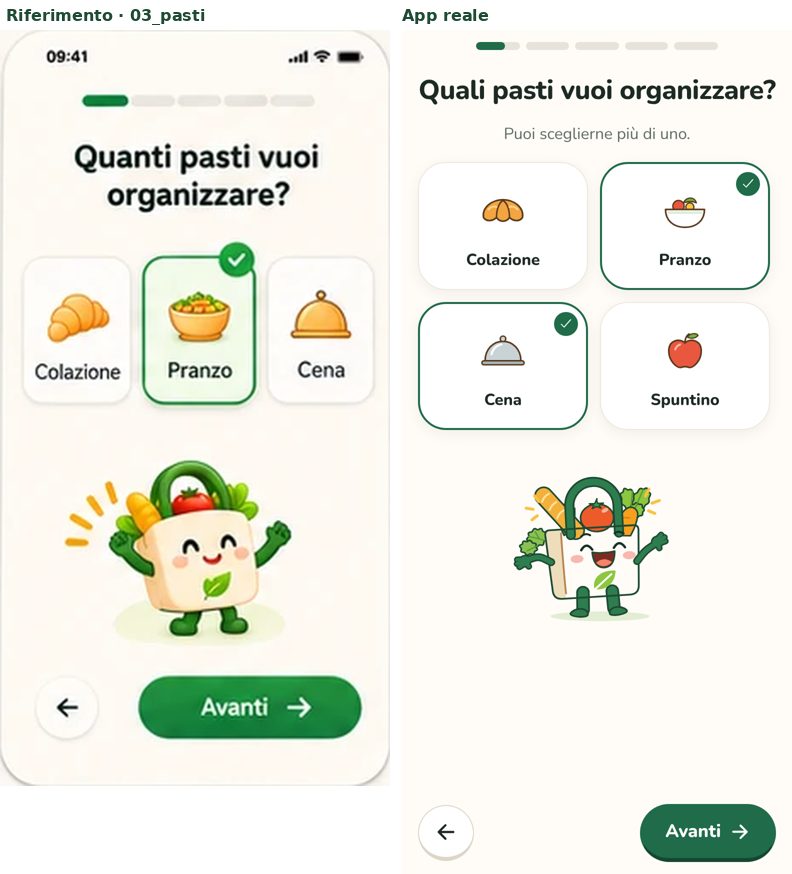 Riferimento · 03_pasti
09:41
Quanti pasti vuoi
organizzare?
Colazione
Pranzo
Cena
Avanti
App reale
Quali pasti vuoi organizzare?
Puoi sceglierne più di uno.
Colazione
Pranzo
Cena
Spuntino
Avanti